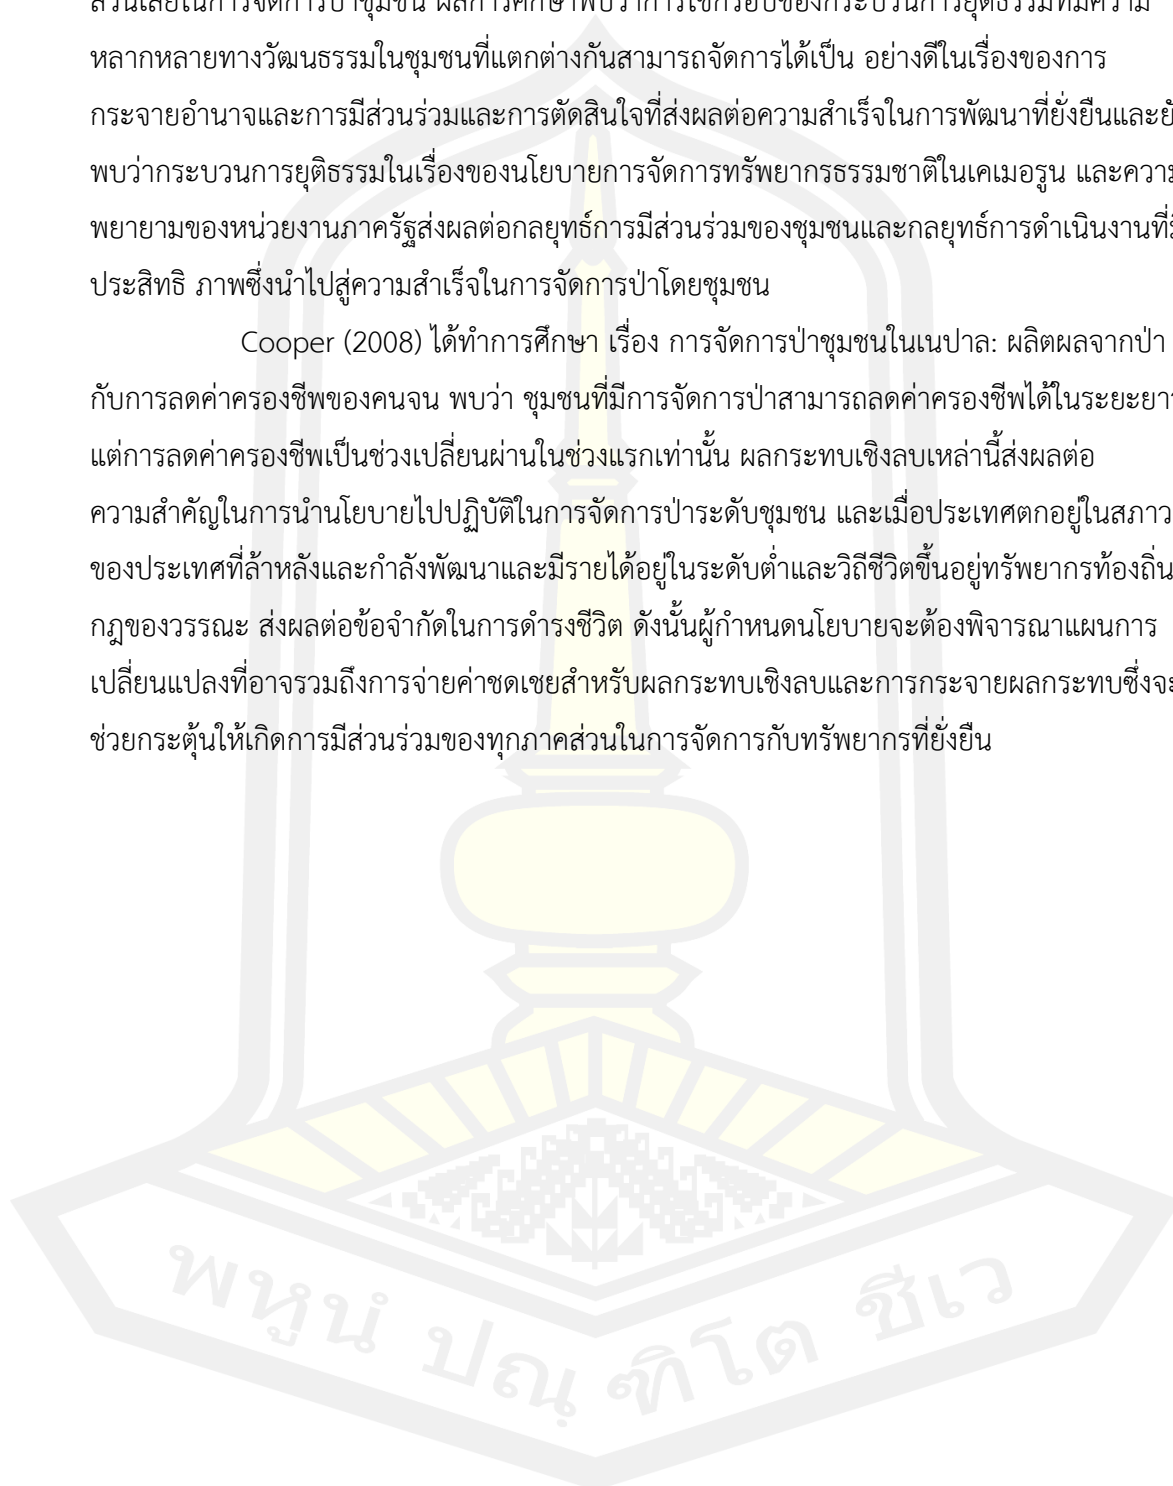 ส่วนเสียในการจัดการป่าชุมชน ผลการศึกษาพบว่าการใช้กรอบของกระบวนการยุติธรรมที่มีความ
หลากหลายทางวัฒนธรรมในชุมชนที่แตกต่างกันสามารถจัดการได้เป็น อย่างดีในเรื่องของการ
กระจายอำนาจและการมีส่วนร่วมและการตัดสินใจที่ส่งผลต่อความสำเร็จในการพัฒนาที่ยั่งยืนและ
พบว่ากระบวนการยุติธรรมในเรื่องของนโยบายการจัดการทรัพยากรธรรมชาติในเคเมอรูน และความ
พยายามของหน่วยงานภาครัฐส่งผลต่อกลยุทธ์การมีส่วนร่วมของชุมชนและกลยุทธ์การดำเนินงานที่
ประสิทธิ ภาพซึ่งนำไปสู่ความสำเร็จในการจัดการป่าโดยชุมชน
Cooper (2008) ได้ทำการศึกษา เรื่อง การจัดการป่าชุมชนในเนปาล: ผลิตผลจากป่า
กับการลดค่าครองชีพของคนจน พบว่า ชุมชนที่มีการจัดการป่าสามารถลดค่าครองชีพได้ในระยะยา
แต่การลดค่าครองชีพเป็นช่วงเปลี่ยนผ่านในช่วงแรกเท่านั้น ผลกระทบเชิงลบเหล่านี้ส่งผลต่อ
ความสำคัญในการนำนโยบายไปปฏิบัติในการจัดการป่าระดับชุมชน และเมื่อประเทศตกอยู่ในสภาว
ของประเทศที่ล้าหลังและกำลังพัฒนาและมีรายได้อยู่ในระดับต่ำและวิถีชีวิตขึ้นอยู่ทรัพยากรท้องถิ่น
กฎของวรรณะ ส่งผลต่อข้อจำกัดในการดำรงชีวิต ดังนั้นผู้กำหนดนโยบายจะต้องพิจารณาแผนการ
เปลี่ยนแปลงที่อาจรวมถึงการจ่ายค่าชดเชยสำหรับผลกระทบเชิงลบและการกระจายผลกระทบซึ่งจะ
ช่วยกระตุ้นให้เกิดการมีส่วนร่วมของทุกภาคส่วนในการจัดการกับทรัพยากรที่ยั่งยืน
พหูนํ ปณฺฑิโต ชีเว